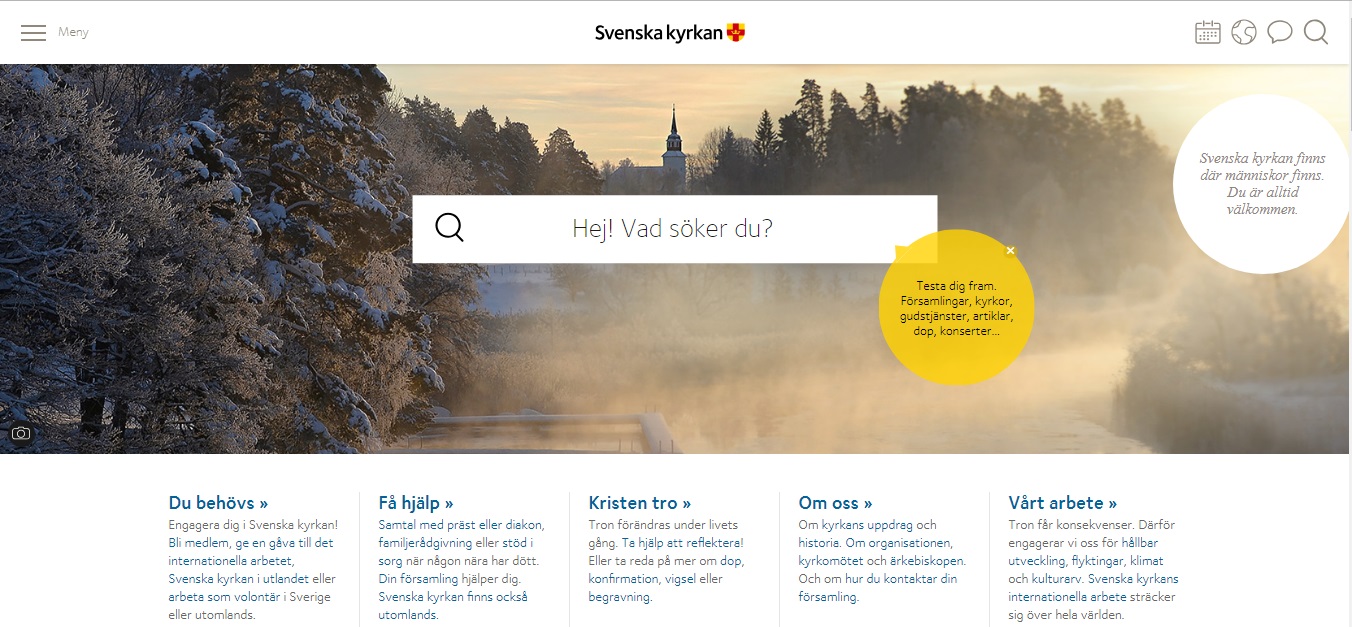 Meny
Svenska kyrkan
Svenska kyrkan finns
där människor finns.
Du är alltid
välkommen.
Hej! Vad söker du?
Testa dig fram.
Församlingar, kyrkor,
gudstjänster, artiklar,
dop, konserter...
Du behövs »
Engagera dig i Svenska kyrkan!
Bli medlem, ge en gåva till det
internationella arbetet,
Svenska kyrkan i utlandet eller
arbeta som volontär i Sverige
eller utomlands.
Få hjälp »
Samtal med präst eller diakon,
familjerådgivning eller stöd i
sorg när någon nära har dött.
Din församling hjälper dig.
Svenska kyrkan finns också
utomlands.
Kristen tro »
Tron förändras under livets
gång. Ta hjälp att reflektera!
Eller ta reda på mer om dop,
konfirmation, vigsel eller
begravning.
Om oss »
Om kyrkans uppdrag och
historia. Om organisationen,
kyrkomötet och ärkebiskopen.
Och om hur du kontaktar din
församling.
Vårt arbete »
Tron får konsekvenser. Därför
engagerar vi oss för hållbar
utveckling, flyktingar, klimat
och kulturarv. Svenska kyrkans
internationella arbete sträcker
sig över hela världen.